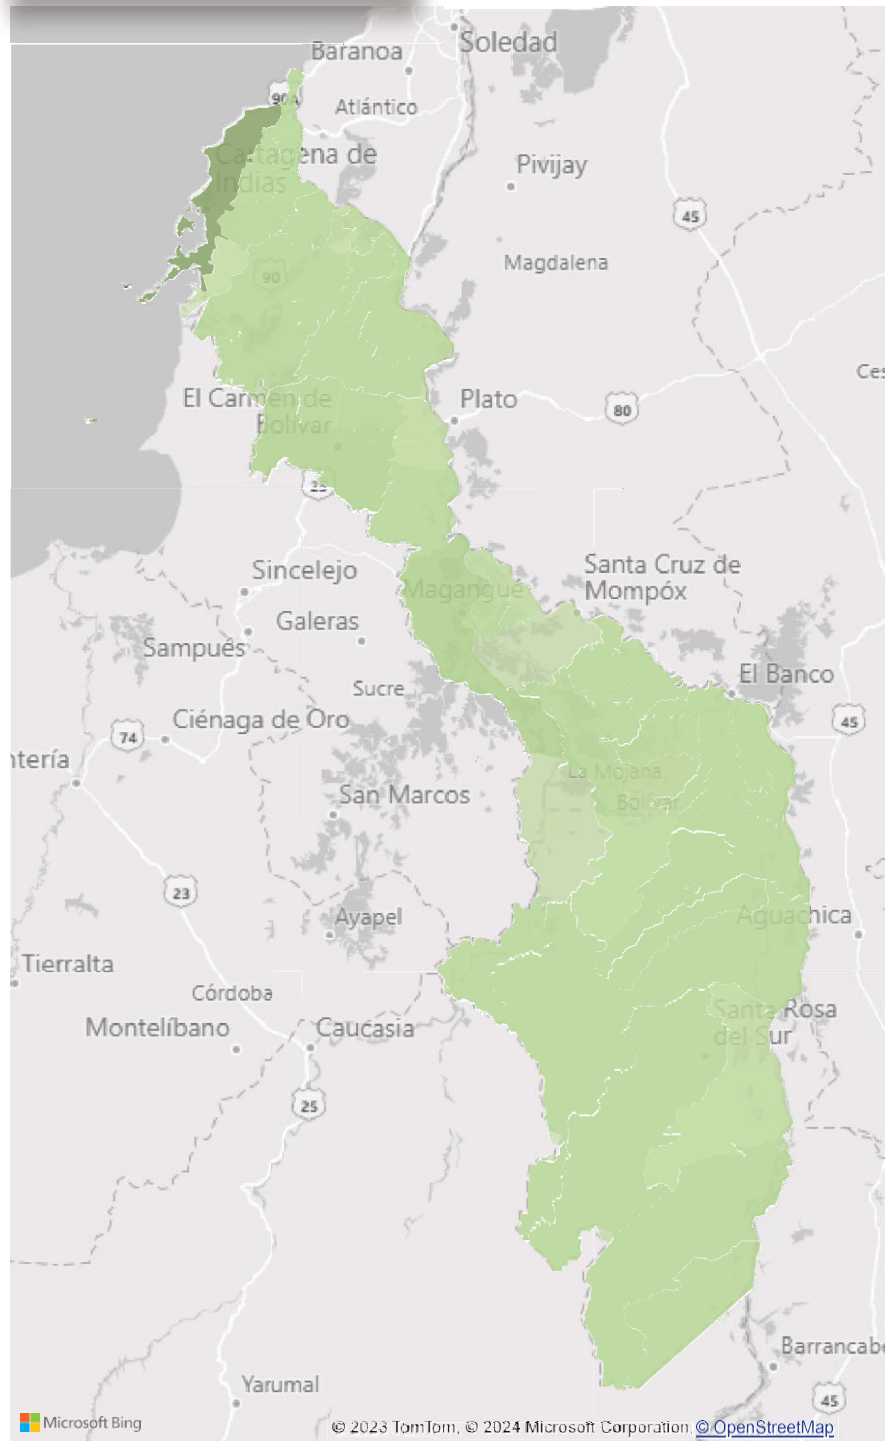 Soledad
Baranoa
90A
Atlántico
Cartagena de
Indias
Pivijay
45
Magdalena
90
Ces
El Carmen de
Bolívar
Plato
80
25
Sincelejo
Santa Cruz de
Mompóx
Magangué
Galeras
Sampués
El Banco
Sucre
Ciénaga de Oro
74
45
ntería
La Mojana
Bolívar
San Marcos
23
Ayapel
Aguachica
Tierralta
Córdoba
Santa Rosa
del Sur
Montelíbano
Caucasia
25
Barrancabe
Yarumal
45
Microsoft Bing
© 2023 TomTom, © 2024 Microsoft Corporation, © OpenStreetMap